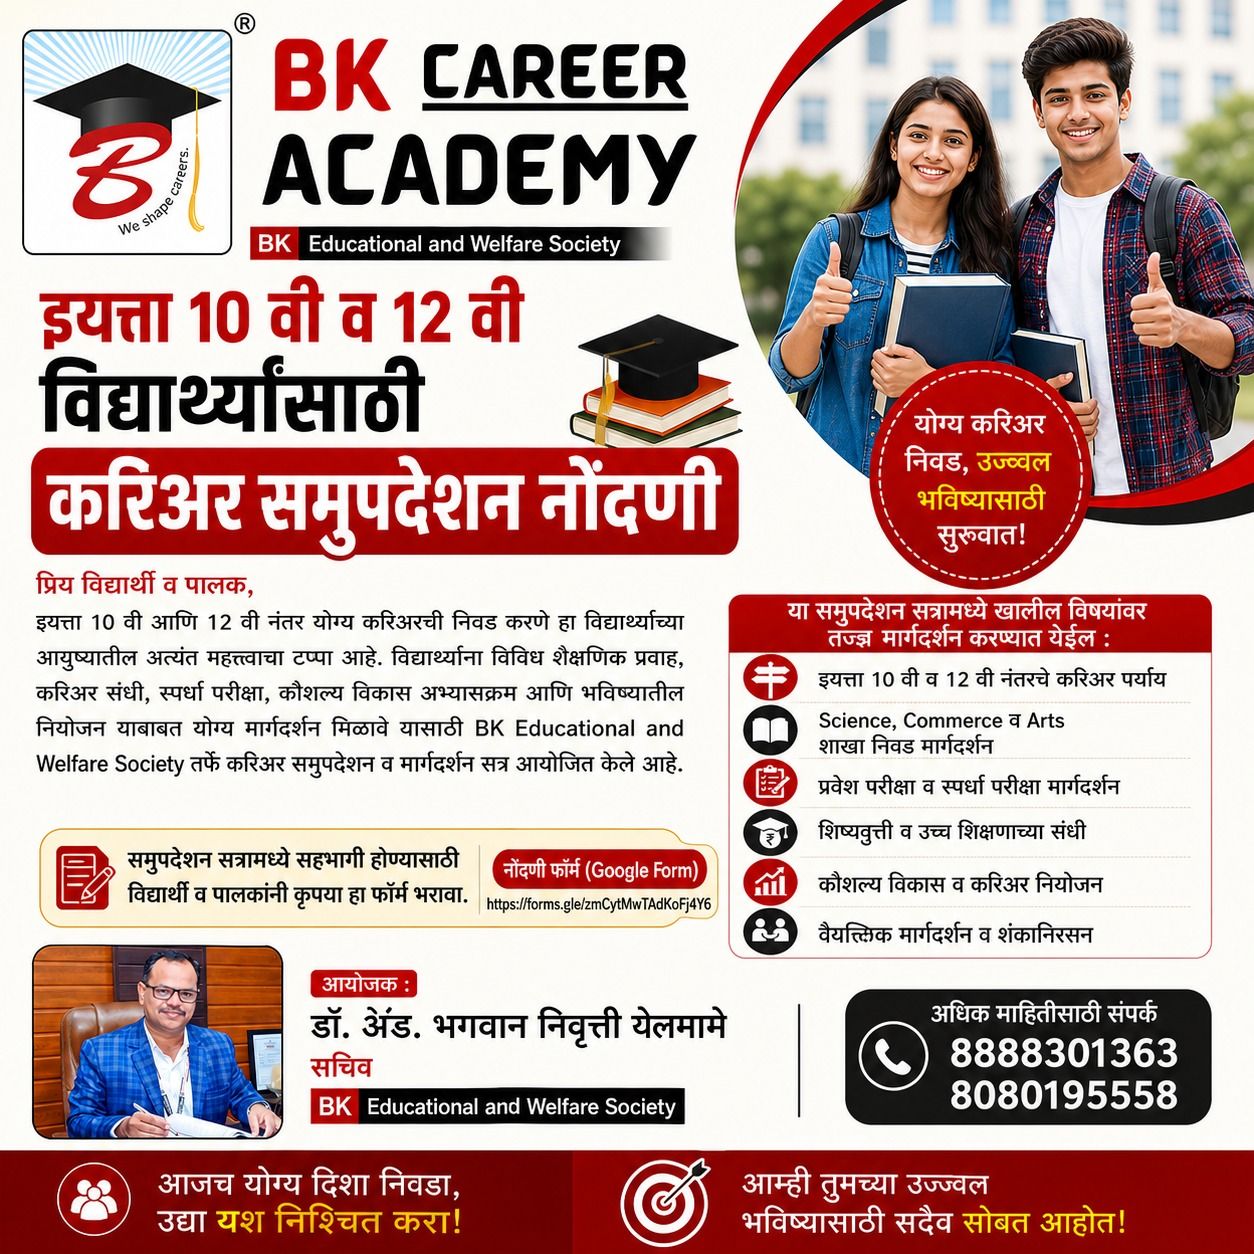 ®
BK CAREER
ACADEMY
B
We shape careers.
BK Educational and Welfare Society
इयत्ता 10 वी व 12 वी
विद्यार्थ्यांसाठी
करिअर समुपदेशन नोंदणी
योग्य करिअर
निवड, उज्ज्वल
भविष्यासाठी
सुरुवात!
प्रिय विद्यार्थी व पालक,
इयत्ता 10 वी आणि 12 वी नंतर योग्य करिअरची निवड करणे हा विद्यार्थ्याच्या
आयुष्यातील अत्यंत महत्त्वाचा टप्पा आहे. विद्यार्थ्यांना विविध शैक्षणिक प्रवाह,
करिअर संधी, स्पर्धा परीक्षा, कौशल्य विकास अभ्यासक्रम आणि भविष्यातील
नियोजन याबाबत योग्य मार्गदर्शन मिळावे यासाठी BK Educational and
Welfare Society तर्फे करिअर समुपदेशन व मार्गदर्शन सत्र आयोजित केले आहे.
या समुपदेशन सत्रामध्ये खालील विषयांवर
तज्ज्ञ मार्गदर्शन करण्यात येईल :
इयत्ता 10 वी व 12 वी नंतरचे करिअर पर्याय
Science, Commerce व Arts
शाखा निवड मार्गदर्शन
प्रवेश परीक्षा व स्पर्धा परीक्षा मार्गदर्शन
शिष्यवृत्ती व उच्च शिक्षणाच्या संधी
कौशल्य विकास व करिअर नियोजन
वैयक्तिक मार्गदर्शन व शंकानिरसन
समुपदेशन सत्रामध्ये सहभागी होण्यासाठी
विद्यार्थी व पालकांनी कृपया हा फॉर्म भरावा.
नोंदणी फॉर्म (Google Form)
https://forms.gle/zmCytMwTAdKoFj4Y6
आयोजक :
डॉ. ॲड. भगवान निवृत्ती येलमामे
सचिव
BK Educational and Welfare Society
अधिक माहितीसाठी संपर्क
8888301363
8080195558
आजच योग्य दिशा निवडा,
उद्या यश निश्चित करा!
आम्ही तुमच्या उज्ज्वल
भविष्यासाठी सदैव सोबत आहोत!